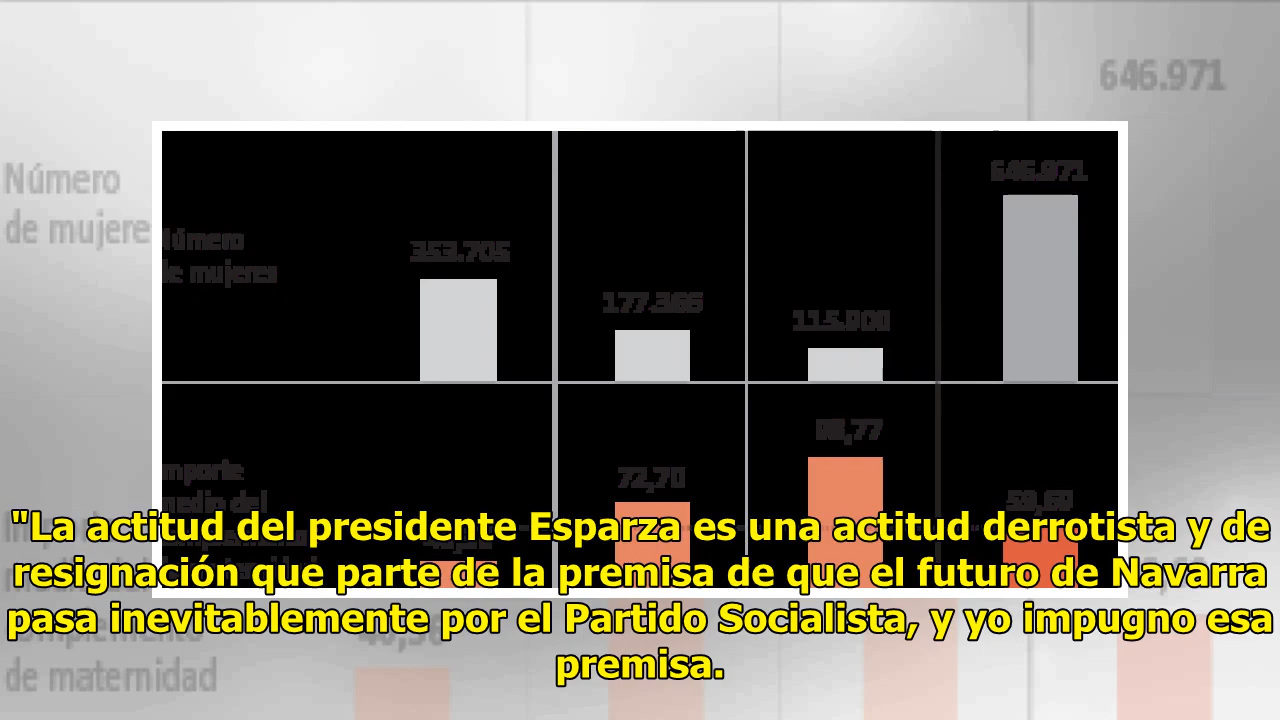 646.971
Número
de mujere
646.971
Número
de mujeres
353.705
177.366
115.900
98,77
72,70
59,69
"La actitud del presidente Esparza es una actitud derrotista y de
resignación que parte de la premisa de que el futuro de Navarra
pasa inevitablemente por el Partido Socialista, y yo impugno esa
premisa.
de maternidad